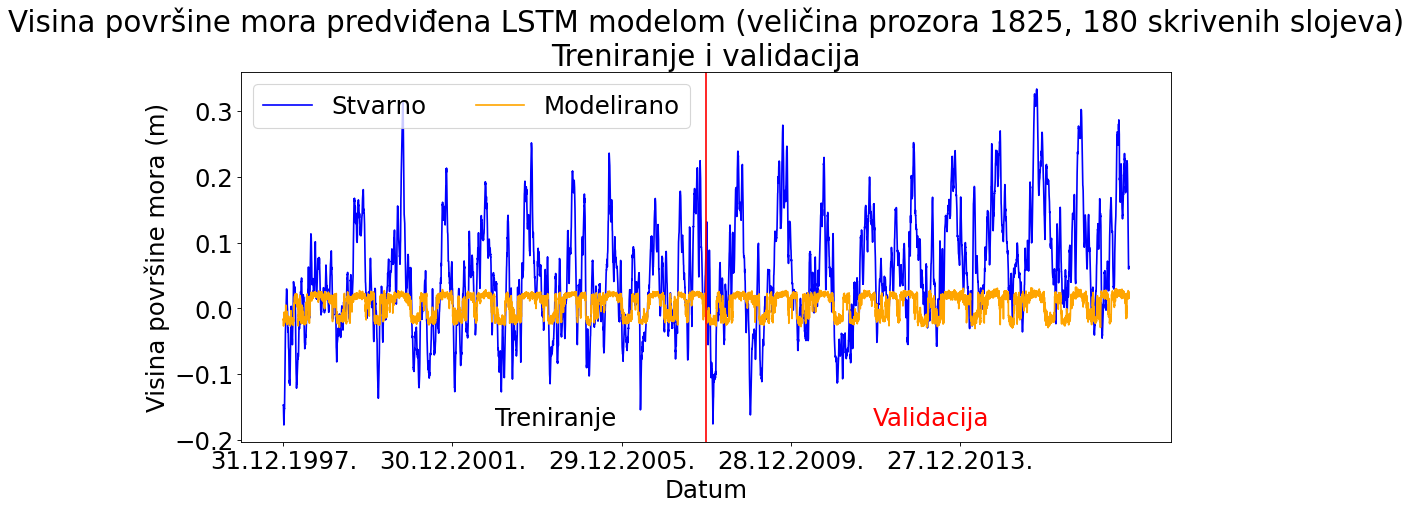 Visina površine mora predviđena LSTM modelom (veličina prozora 1825, 180 skrivenih slojeva)
Treniranje i validacija
Stvarno Modelirano
Visina površine mora (m)
0.3
0.2
0.1
0.0
−0.1
−0.2
Treniranje Validacija
31.12.1997. 30.12.2001. 29.12.2005. 28.12.2009. 27.12.2013.
Datum